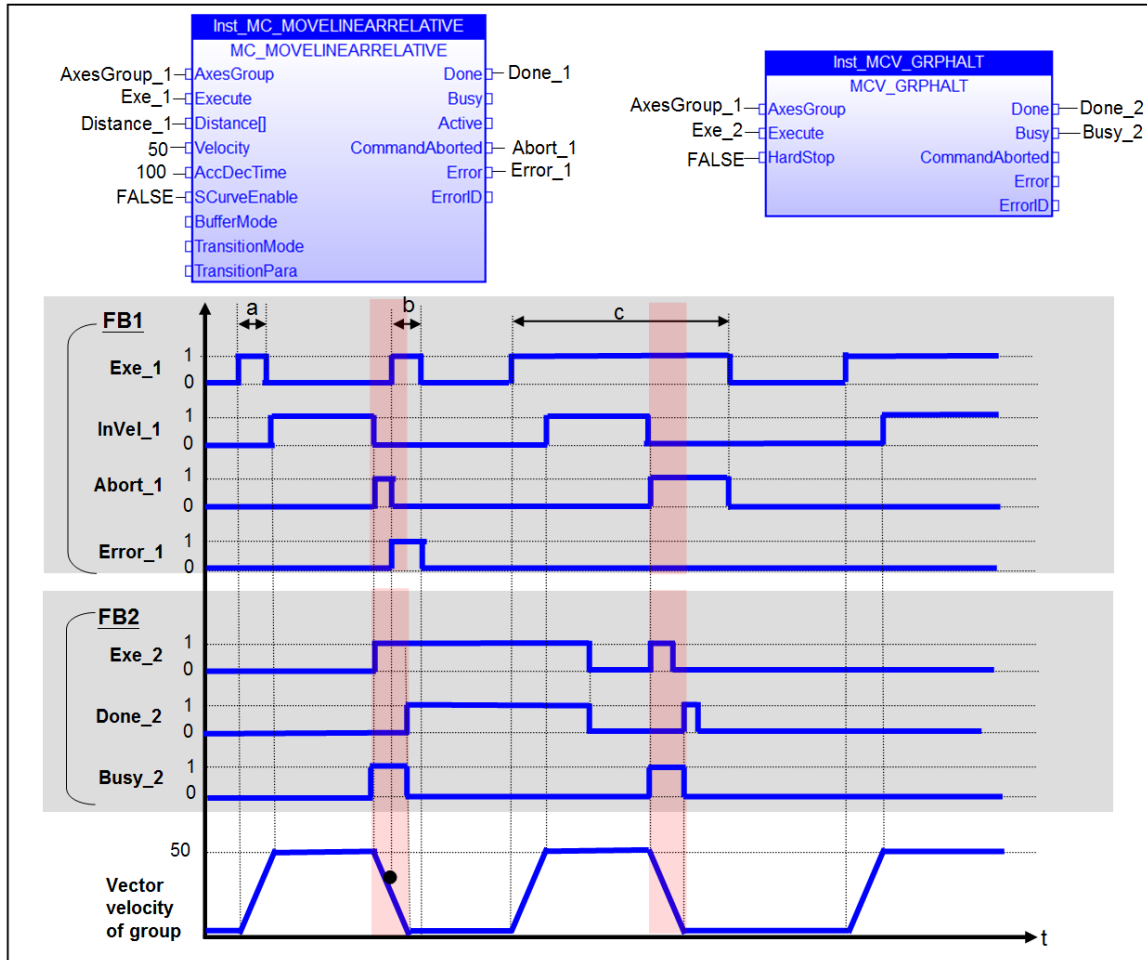 Inst_MC_MOVELINEARRELATIVE
MC_MOVELINEARRELATIVE
AxesGroup_1 AxesGroup Done Done_1
Exe_1 Execute Busy
Distance_1 Distance[] Active
50 Velocity CommandAborted Abort_1
100 AccDecTime Error Error_1
FALSE SCurveEnable ErrorID
BufferMode
TransitionMode
TransitionPara
Inst_MCV_GRPHALT
MCV_GRPHALT
AxesGroup_1 AxesGroup Done Done_2
Exe_2 Execute Busy Busy_2
FALSE HardStop CommandAborted
Error
ErrorID
a b c
FB1
Exe_1 1 0
InVel_1 1 0
Abort_1 1 0
Error_1 1 0
FB2
Exe_2 1 0
Done_2 1 0
Busy_2 1 0
50
Vector
velocity
of group
t